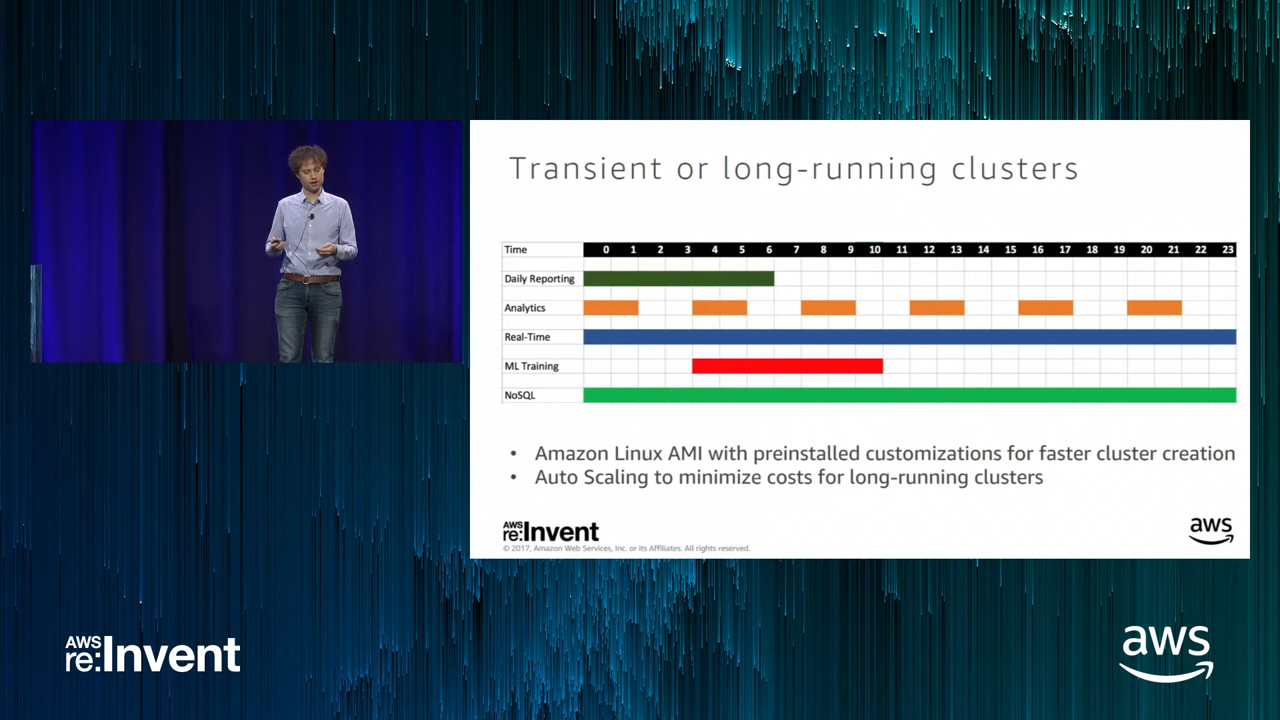 Transient or long-running clusters
Time 0 1 2 3 4 5 6 7 8 9 10 11 12 13 14 15 16 17 18 19 20 21 22 23
Daily Reporting
Analytics
Real-Time
ML Training
NoSQL
• Amazon Linux AMI with preinstalled customizations for faster cluster creation
• Auto Scaling to minimize costs for long-running clusters
AWS
re:Invent
aws
© 2017, Amazon Web Services, Inc. or its Affiliates. All rights reserved.
AWS
re:Invent
aws